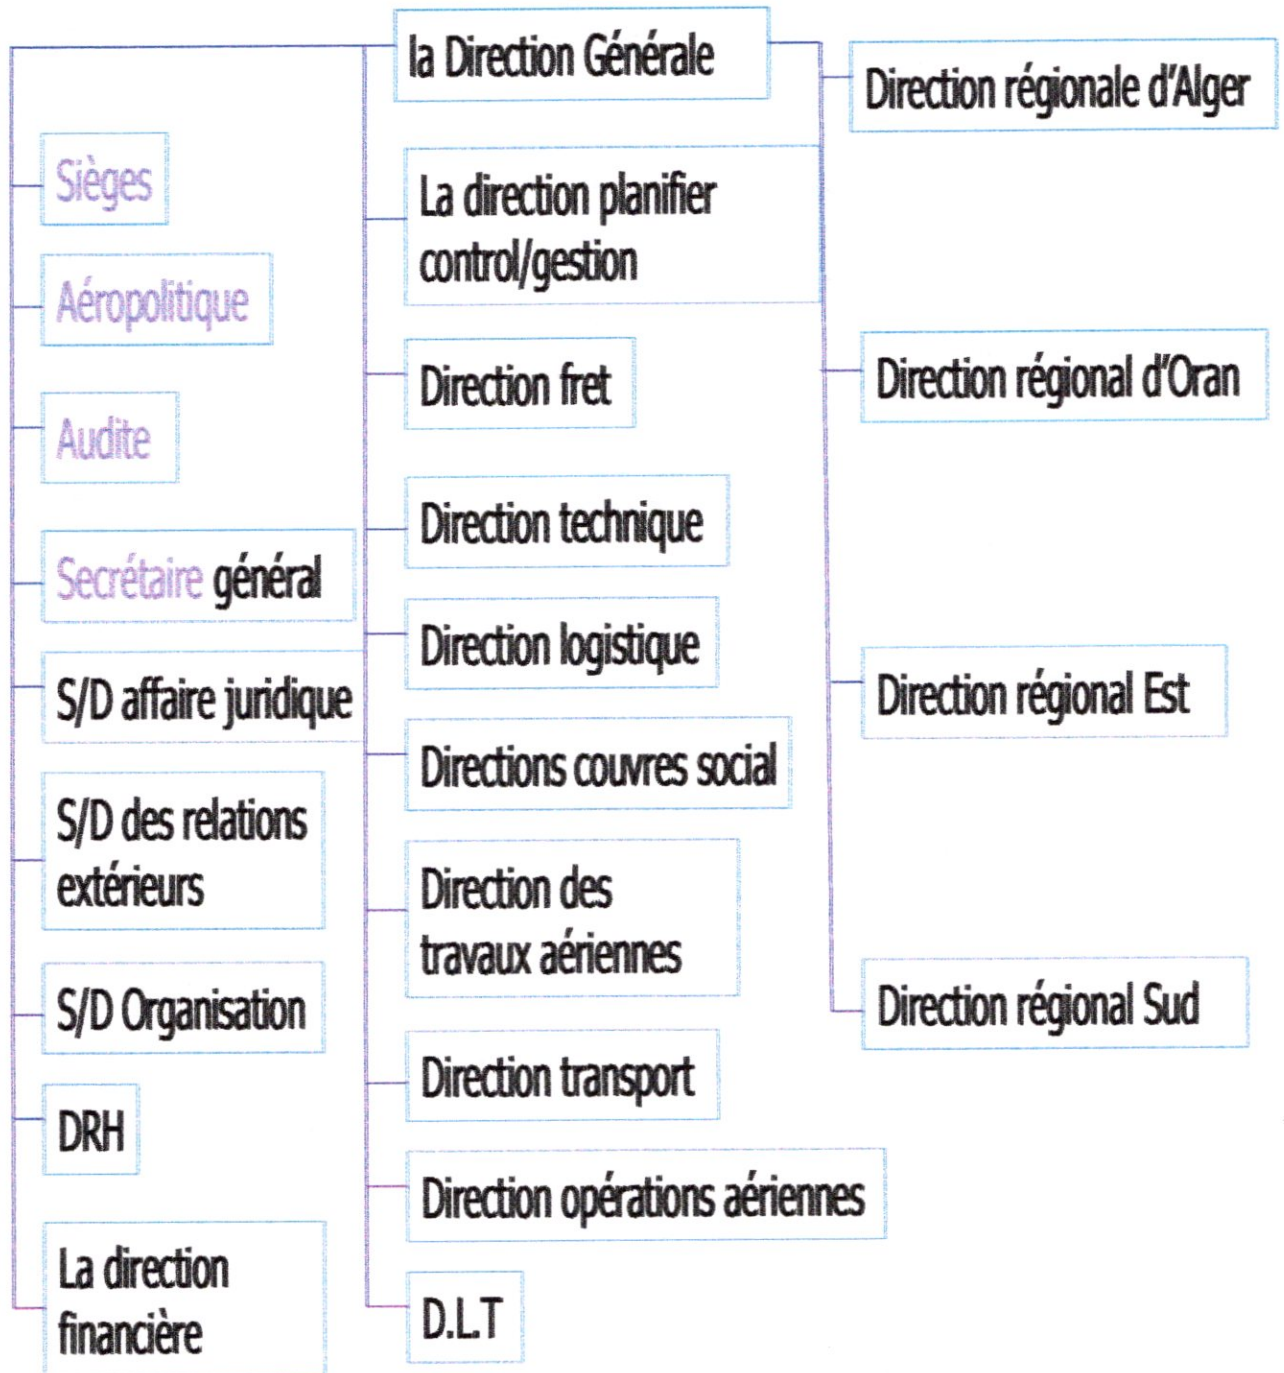 la Direction Générale
Sièges
Aéropolitique
Audite
Secrétaire général
S/D affaire juridique
S/D des relations
extérieurs
S/D Organisation
DRH
La direction
financière
La direction planifier
control/gestion
Direction fret
Direction technique
Direction logistique
Directions couvres social
Direction des
travaux aériennes
Direction transport
Direction opérations aériennes
D.L.T
Direction régionale d'Alger
Direction régional d'Oran
Direction régional Est
Direction régional Sud